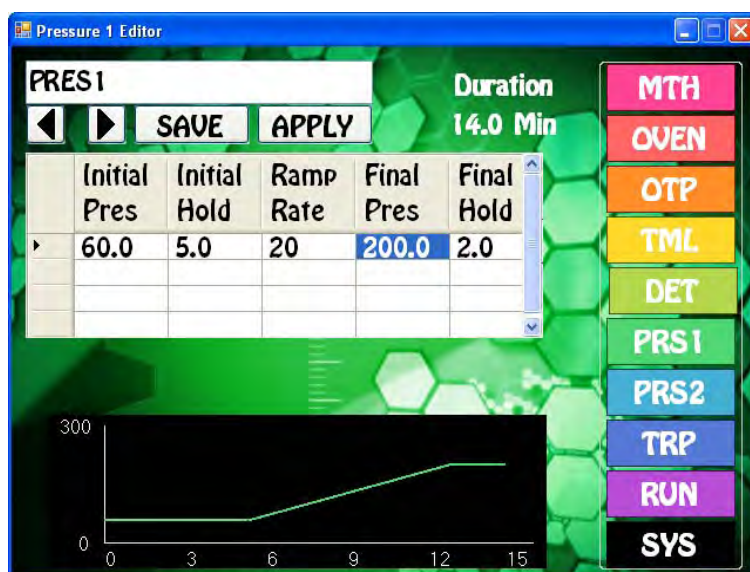 Pressure 1 Editor
PRES1
SAVE
APPLY
Duration
14.0 Min
Initial Pres
Initial Hold
Ramp Rate
Final Pres
Final Hold
60.0 5.0 20 200.0 2.0
300
0
0 3 6 9 12 15
MTH
OVEN
OTP
TML
DET
PRS1
PRS2
TRP
RUN
SYS